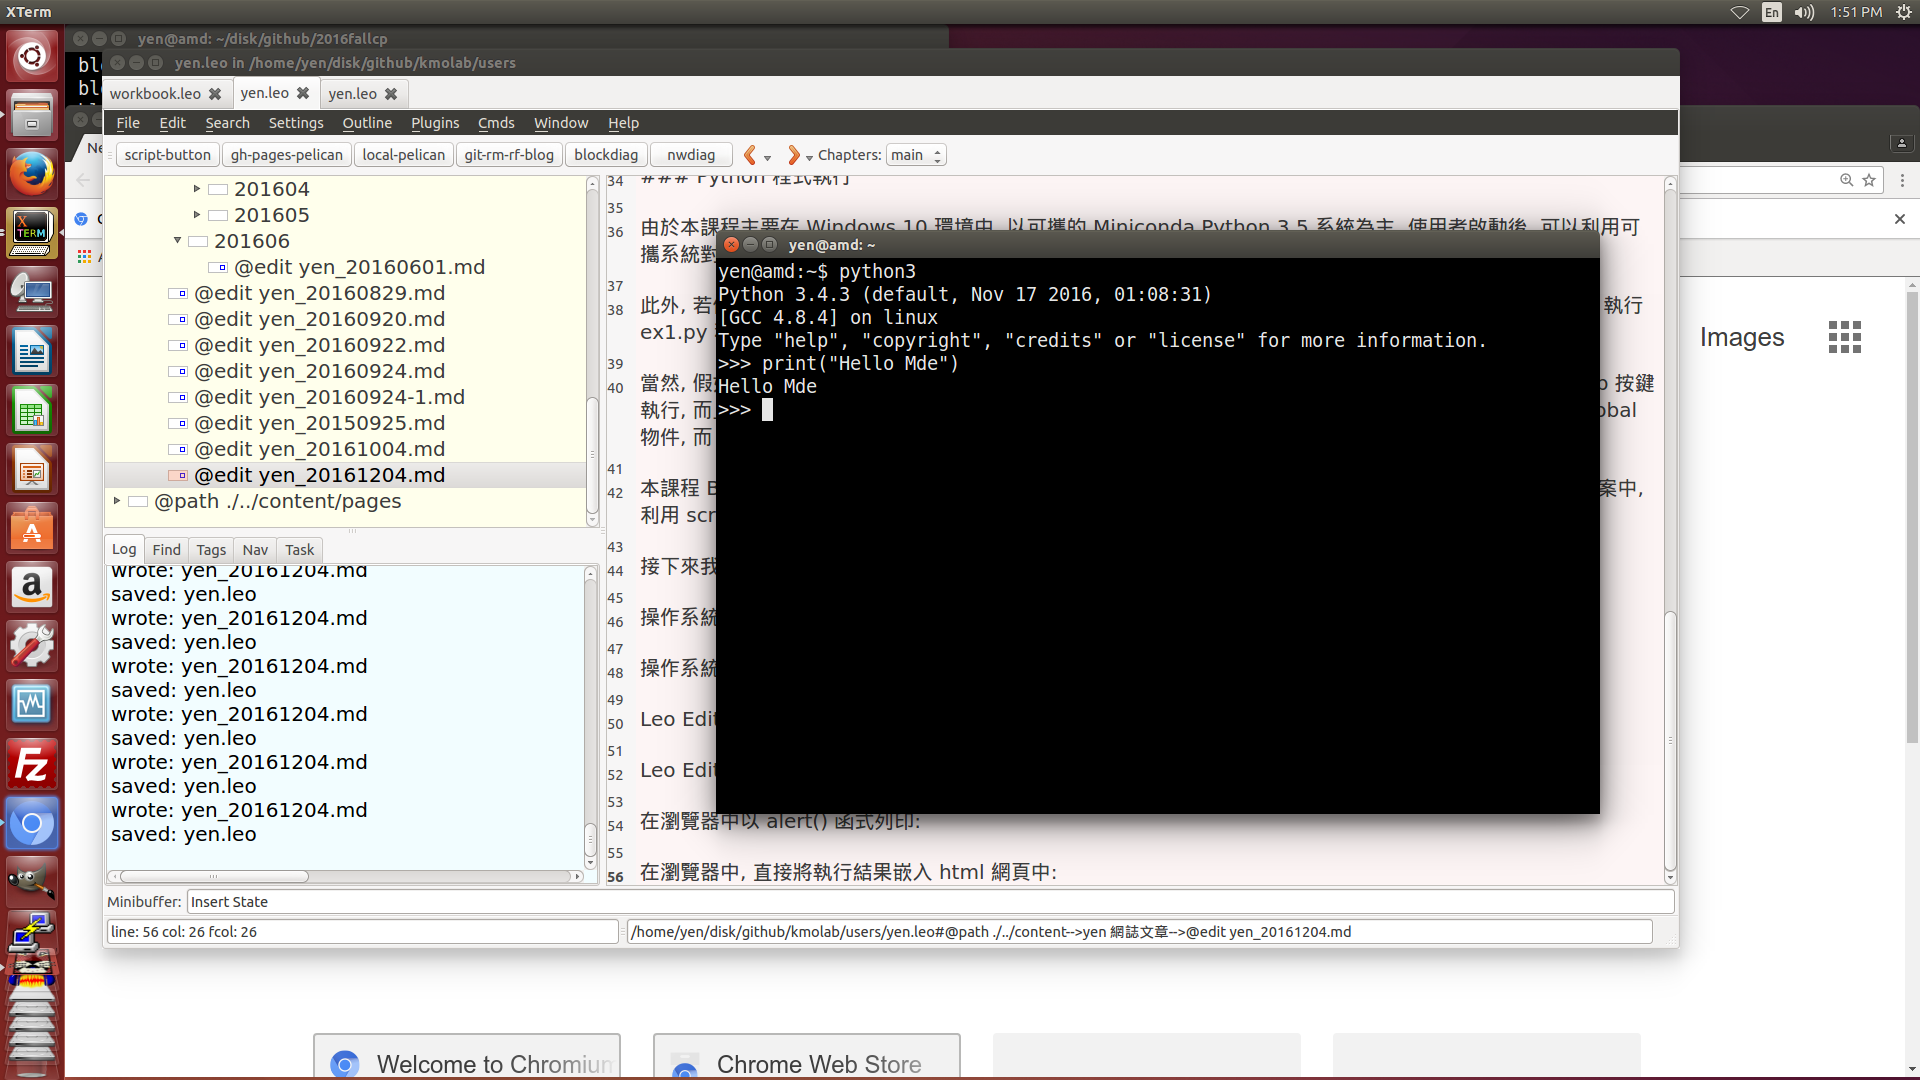 XTerm
En
1:51 PM
yen@amd: ~/disk/github/2016fallcp
yen.leo in /home/yen/disk/github/kmolab/users
workbook.leo
yen.leo
yen.leo
File Edit Search Settings Outline Plugins Cmds Window Help
script-button gh-pages-pelican local-pelican git-rm-rf-blog blockdiag nwdiag Chapters: main
201604
201605
201606
@edit yen_20160601.md
@edit yen_20160829.md
@edit yen_20160920.md
@edit yen_20160922.md
@edit yen_20160924.md
@edit yen_20160924-1.md
@edit yen_20150925.md
@edit yen_20161004.md
@edit yen_20161204.md
@path ./../content/pages
Log Find Tags Nav Task
wrote: yen_20161204.md
saved: yen.leo
wrote: yen_20161204.md
saved: yen.leo
wrote: yen_20161204.md
saved: yen.leo
wrote: yen_20161204.md
saved: yen.leo
wrote: yen_20161204.md
saved: yen.leo
wrote: yen_20161204.md
saved: yen.leo
34 ### Python 程式執行
35
36 由於本課程主要在 Windows 10 環境中, 以可攜的 Miniconda Python 3.5 系統為主, 使用者啟動後, 可以利用可
攜系統對
37
38 此外, 若 執行
ex1.py
39
40 當然, 假 按鍵
執行, 而
物件, 而
41
42 本課程 案中,
利用 scr
43
44 接下來我
45
46 操作系統
47
48 操作系統
49
50 Leo Edit
51
52 Leo Edit
53
54 在瀏覽器中以 alert() 函式列印:
55
56 在瀏覽器中, 直接將執行結果嵌入 html 網頁中:
yen@amd: ~
yen@amd:~$ python3
Python 3.4.3 (default, Nov 17 2016, 01:08:31)
[GCC 4.8.4] on linux
Type "help", "copyright", "credits" or "license" for more information.
>>> print("Hello Mde")
Hello Mde
>>>
Minibuffer: Insert State
line: 56 col: 26 fcol: 26
/home/yen/disk/github/kmolab/users/yen.leo#@path ./../content-->yen 網誌文章-->@edit yen_20161204.md
Images
Welcome to Chromium
Chrome Web Store
X
TERM
a
Fz